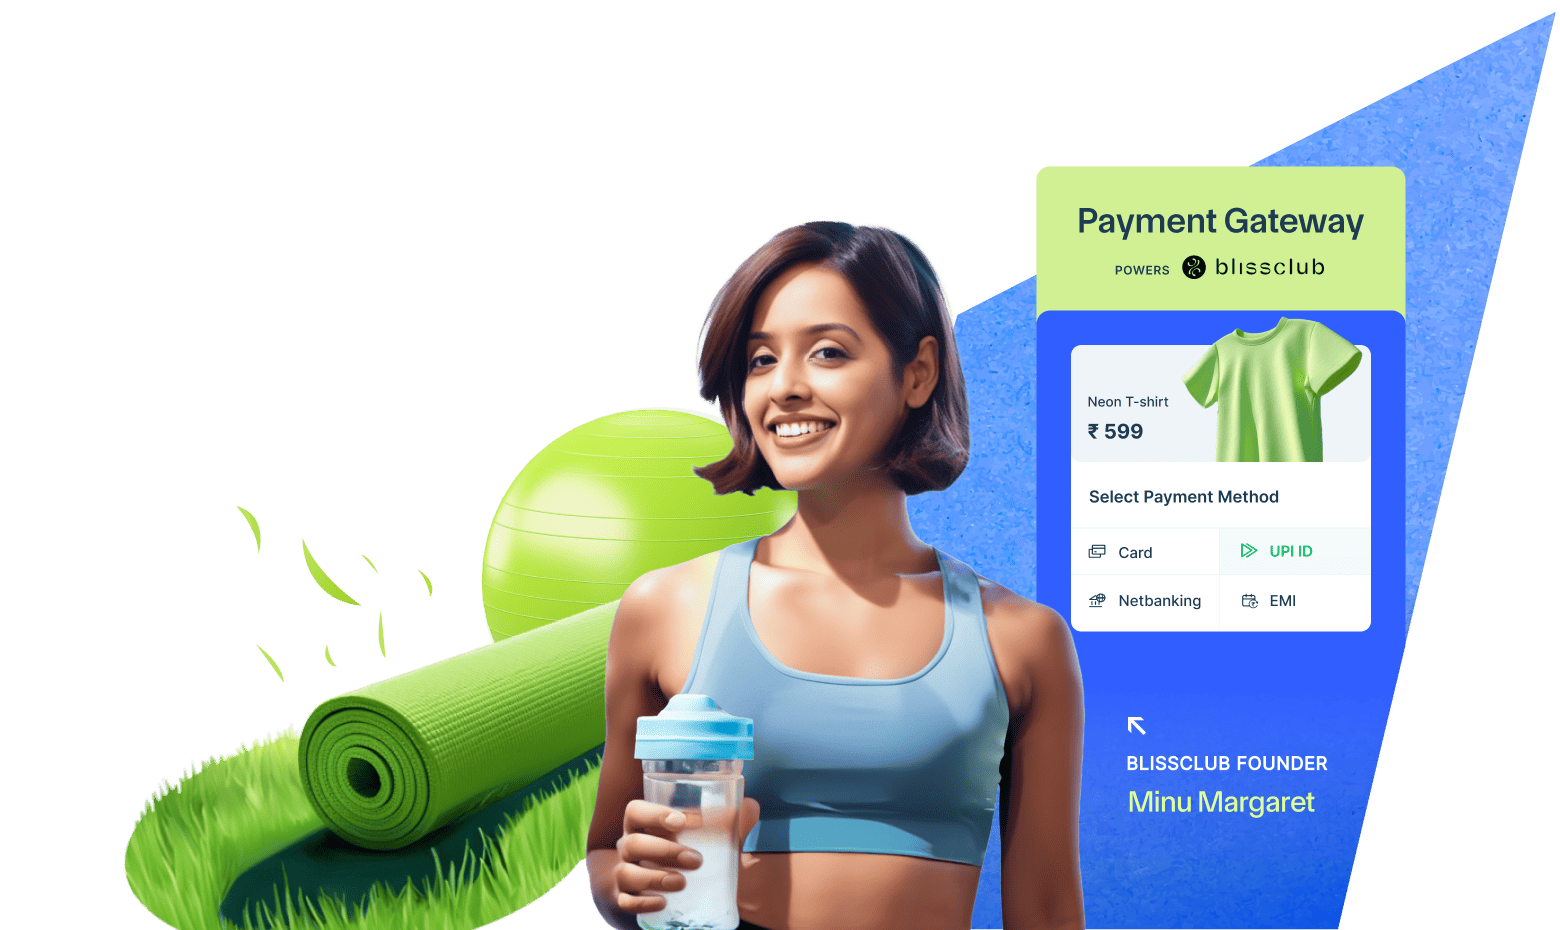 Payment Gateway
POWERS blissclub
Neon T-shirt
₹ 599
Select Payment Method
Card
UPI ID
Netbanking
EMI
BLISSCLUB FOUNDER
Minu Margaret